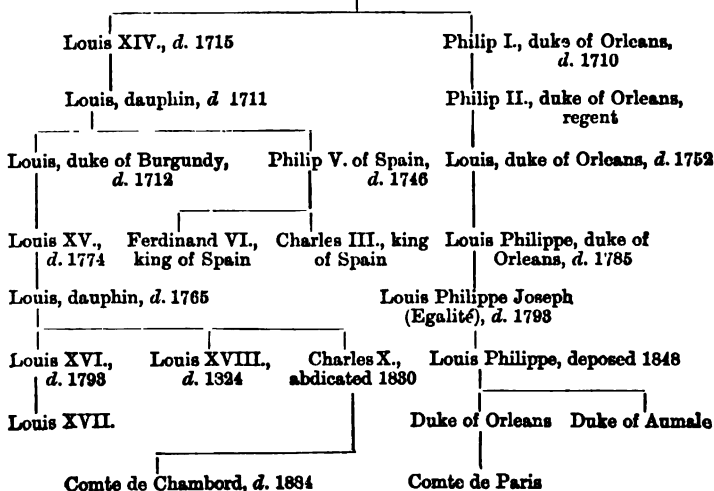 Louis XIV., d. 1715
Philip I., duke of Orleans,
d. 1710
Louis, dauphin, d 1711
Philip II., duke of Orleans,
regent
Louis, duke of Burgundy,
d. 1712
Philip V. of Spain,
d. 1746
Louis, duke of Orleans, d. 1752
Louis XV.,
d. 1774
Ferdinand VI.,
king of Spain
Charles III., king
of Spain
Louis Philippe, duke of
Orleans, d. 1785
Louis, dauphin, d. 1765
Louis Philippe Joseph
(Egalité), d. 1793
Louis XVI.,
d. 1793
Louis XVIII.,
d. 1324
Charles X.,
abdicated 1830
Louis Philippe, deposed 1848
Louis XVII.
Duke of Orleans
Duke of Aumale
Comte de Chambord, d. 1884
Comte de Paris